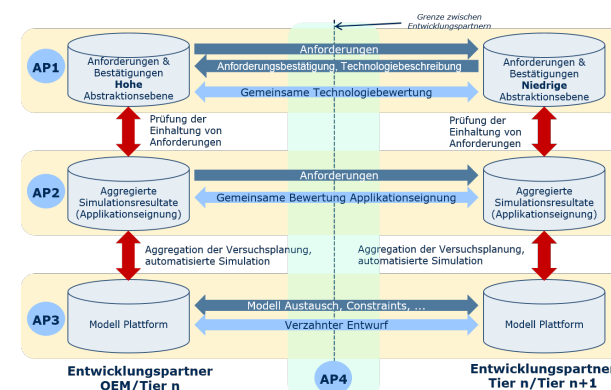 Grenze zwischen
Entwicklungspartnern
AP1
Anforderungen &
Bestätigungen
Hohe
Abstraktionsebene
Anforderungen
Anforderungsbestätigung, Technologiebeschreibung
Gemeinsame Technologiebewertung
Anforderungen &
Bestätigungen
Niedrige
Abstraktionsebene
Prüfung der
Einhaltung von
Anforderungen
Prüfung der
Einhaltung von
Anforderungen
AP2
Aggregierte
Simulationsresultate
(Applikationseignung)
Anforderungen
Gemeinsame Bewertung Applikationseignung
Aggregierte
Simulationsresultate
(Applikationseignung)
Aggregation der Versuchsplanung,
automatisierte Simulation
Aggregation der Versuchsplanung,
automatisierte Simulation
AP3
Modell Plattform
Modell Austausch, Constraints, ...
Verzahnter Entwurf
Modell Plattform
Entwicklungspartner
OEM/Tier n
AP4
Entwicklungspartner
Tier n/Tier n+1